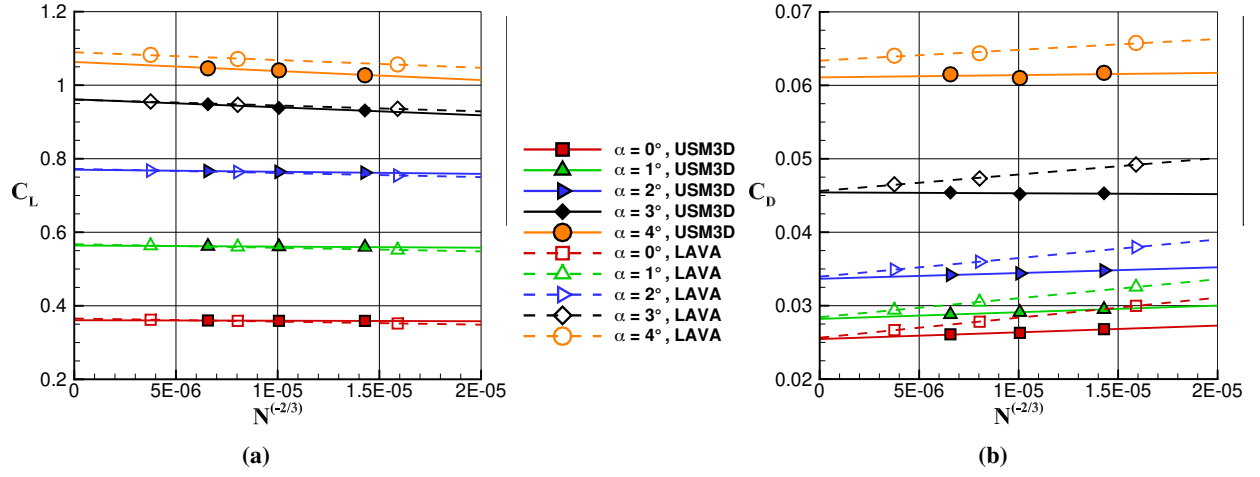 1.2
1
0.8
C_L
0.6
0.4
0.2
0
5E-06
1E-05
1.5E-05
2E-05
N^(-2/3)
(a)
α = 0°, USM3D
α = 1°, USM3D
α = 2°, USM3D
α = 3°, USM3D
α = 4°, USM3D
α = 0°, LAVA
α = 1°, LAVA
α = 2°, LAVA
α = 3°, LAVA
α = 4°, LAVA
0.07
0.06
0.05
C_D
0.04
0.03
0.02
0
5E-06
1E-05
1.5E-05
2E-05
N^(-2/3)
(b)